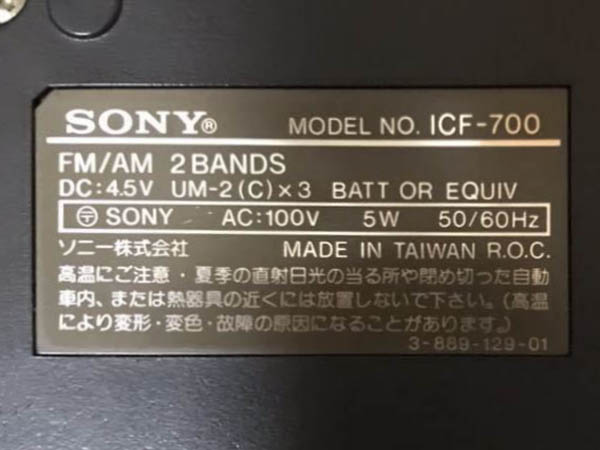 SONY® MODEL NO. ICF-700
FM/AM 2 BANDS
DC: 4.5V UM-2 (C) × 3 BATT OR EQUIV
〒 SONY AC: 100V 5W 50/60Hz
ソニー株式会社 MADE IN TAIWAN R.O.C.
高温にご注意・夏季の直射日光の当る所や閉め切った自動
車内、または熱器具の近くには放置しないで下さい。(高温
により変形・変色・故障の原因になることがあります。)
3-889-129-01